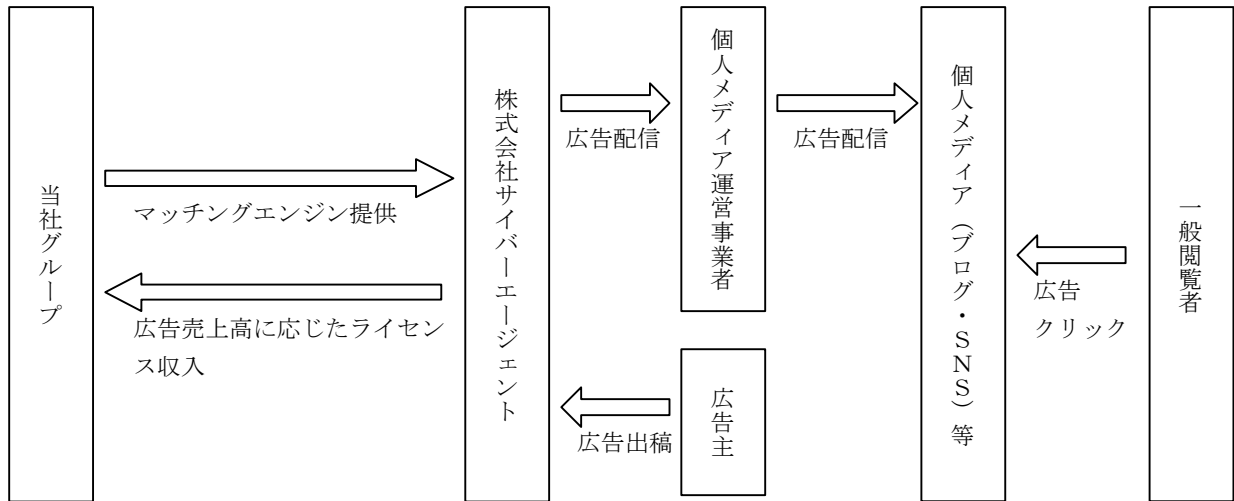 当社グループ
マッチングエンジン提供
広告売上高に応じたライセン
ス収入
株式会社サイバーエージェント
広告配信
広告出稿
個人メディア運営事業者
広告主
広告配信
個人メディア（ブログ・SNS）等
広告
クリック
一般閲覧者